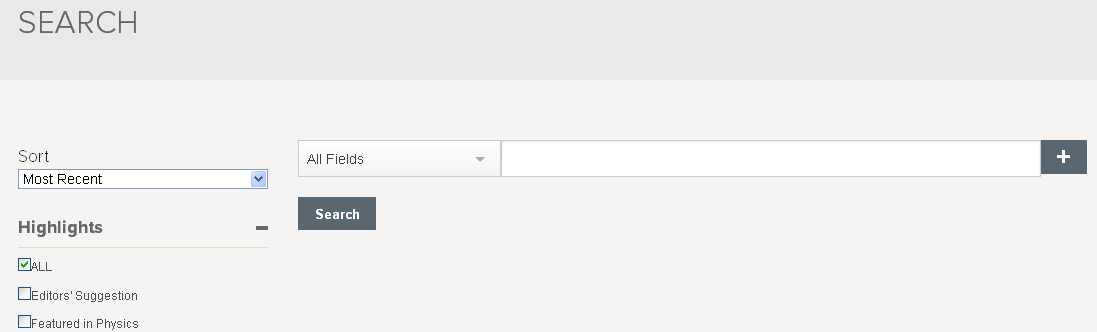 SEARCH
Sort
Most Recent
All Fields
+
Search
Highlights
ALL
Editors' Suggestion
Featured in Physics